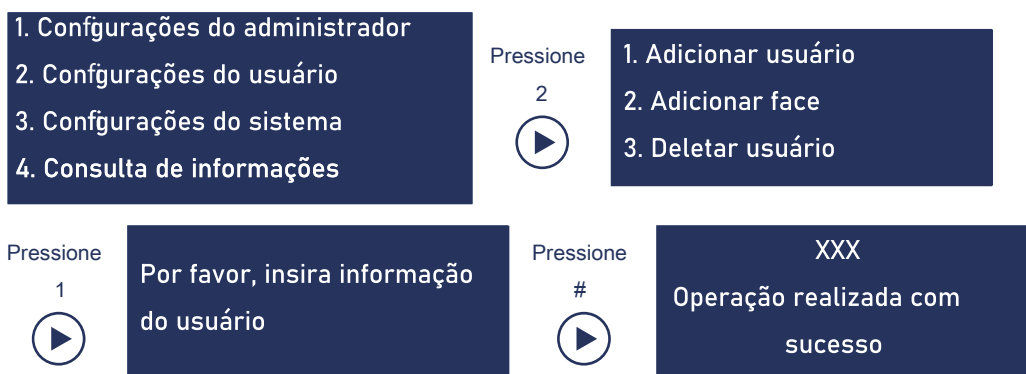 1. Configurações do administrador
2. Configurações do usuário
3. Configurações do sistema
4. Consulta de informações
Pressione
2
1. Adicionar usuário
2. Adicionar face
3. Deletar usuário
Pressione
1
Por favor, insira informação
do usuário
Pressione
#
XXX
Operação realizada com
sucesso